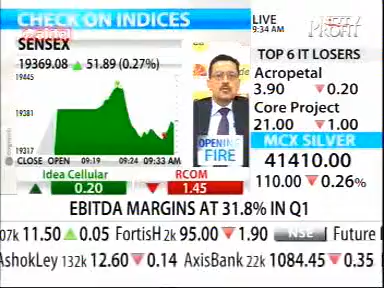 CHECK ON INDICES
SENSEX
19369.08 51.89 (0.27%)
19445
19381
19317
CLOSE OPEN 09:19 09:24 09:33 AM
Idea Cellular
0.20
RCOM
1.45
OPENING
FIRE
LIVE
9:34 AM
NDTV
PROFIT
TOP 6 IT LOSERS
Acropetal
3.90 0.20
Core Project
21.00 1.00
MCX SILVER
41410.00
110.00 0.26%
EBITDA MARGINS AT 31.8% IN Q1
07k 11.50 0.05 FortisH 2k 95.00 1.90 NSE Future
AshokLey 132k 12.60 0.14 AxisBank 22k 1084.45 0.35